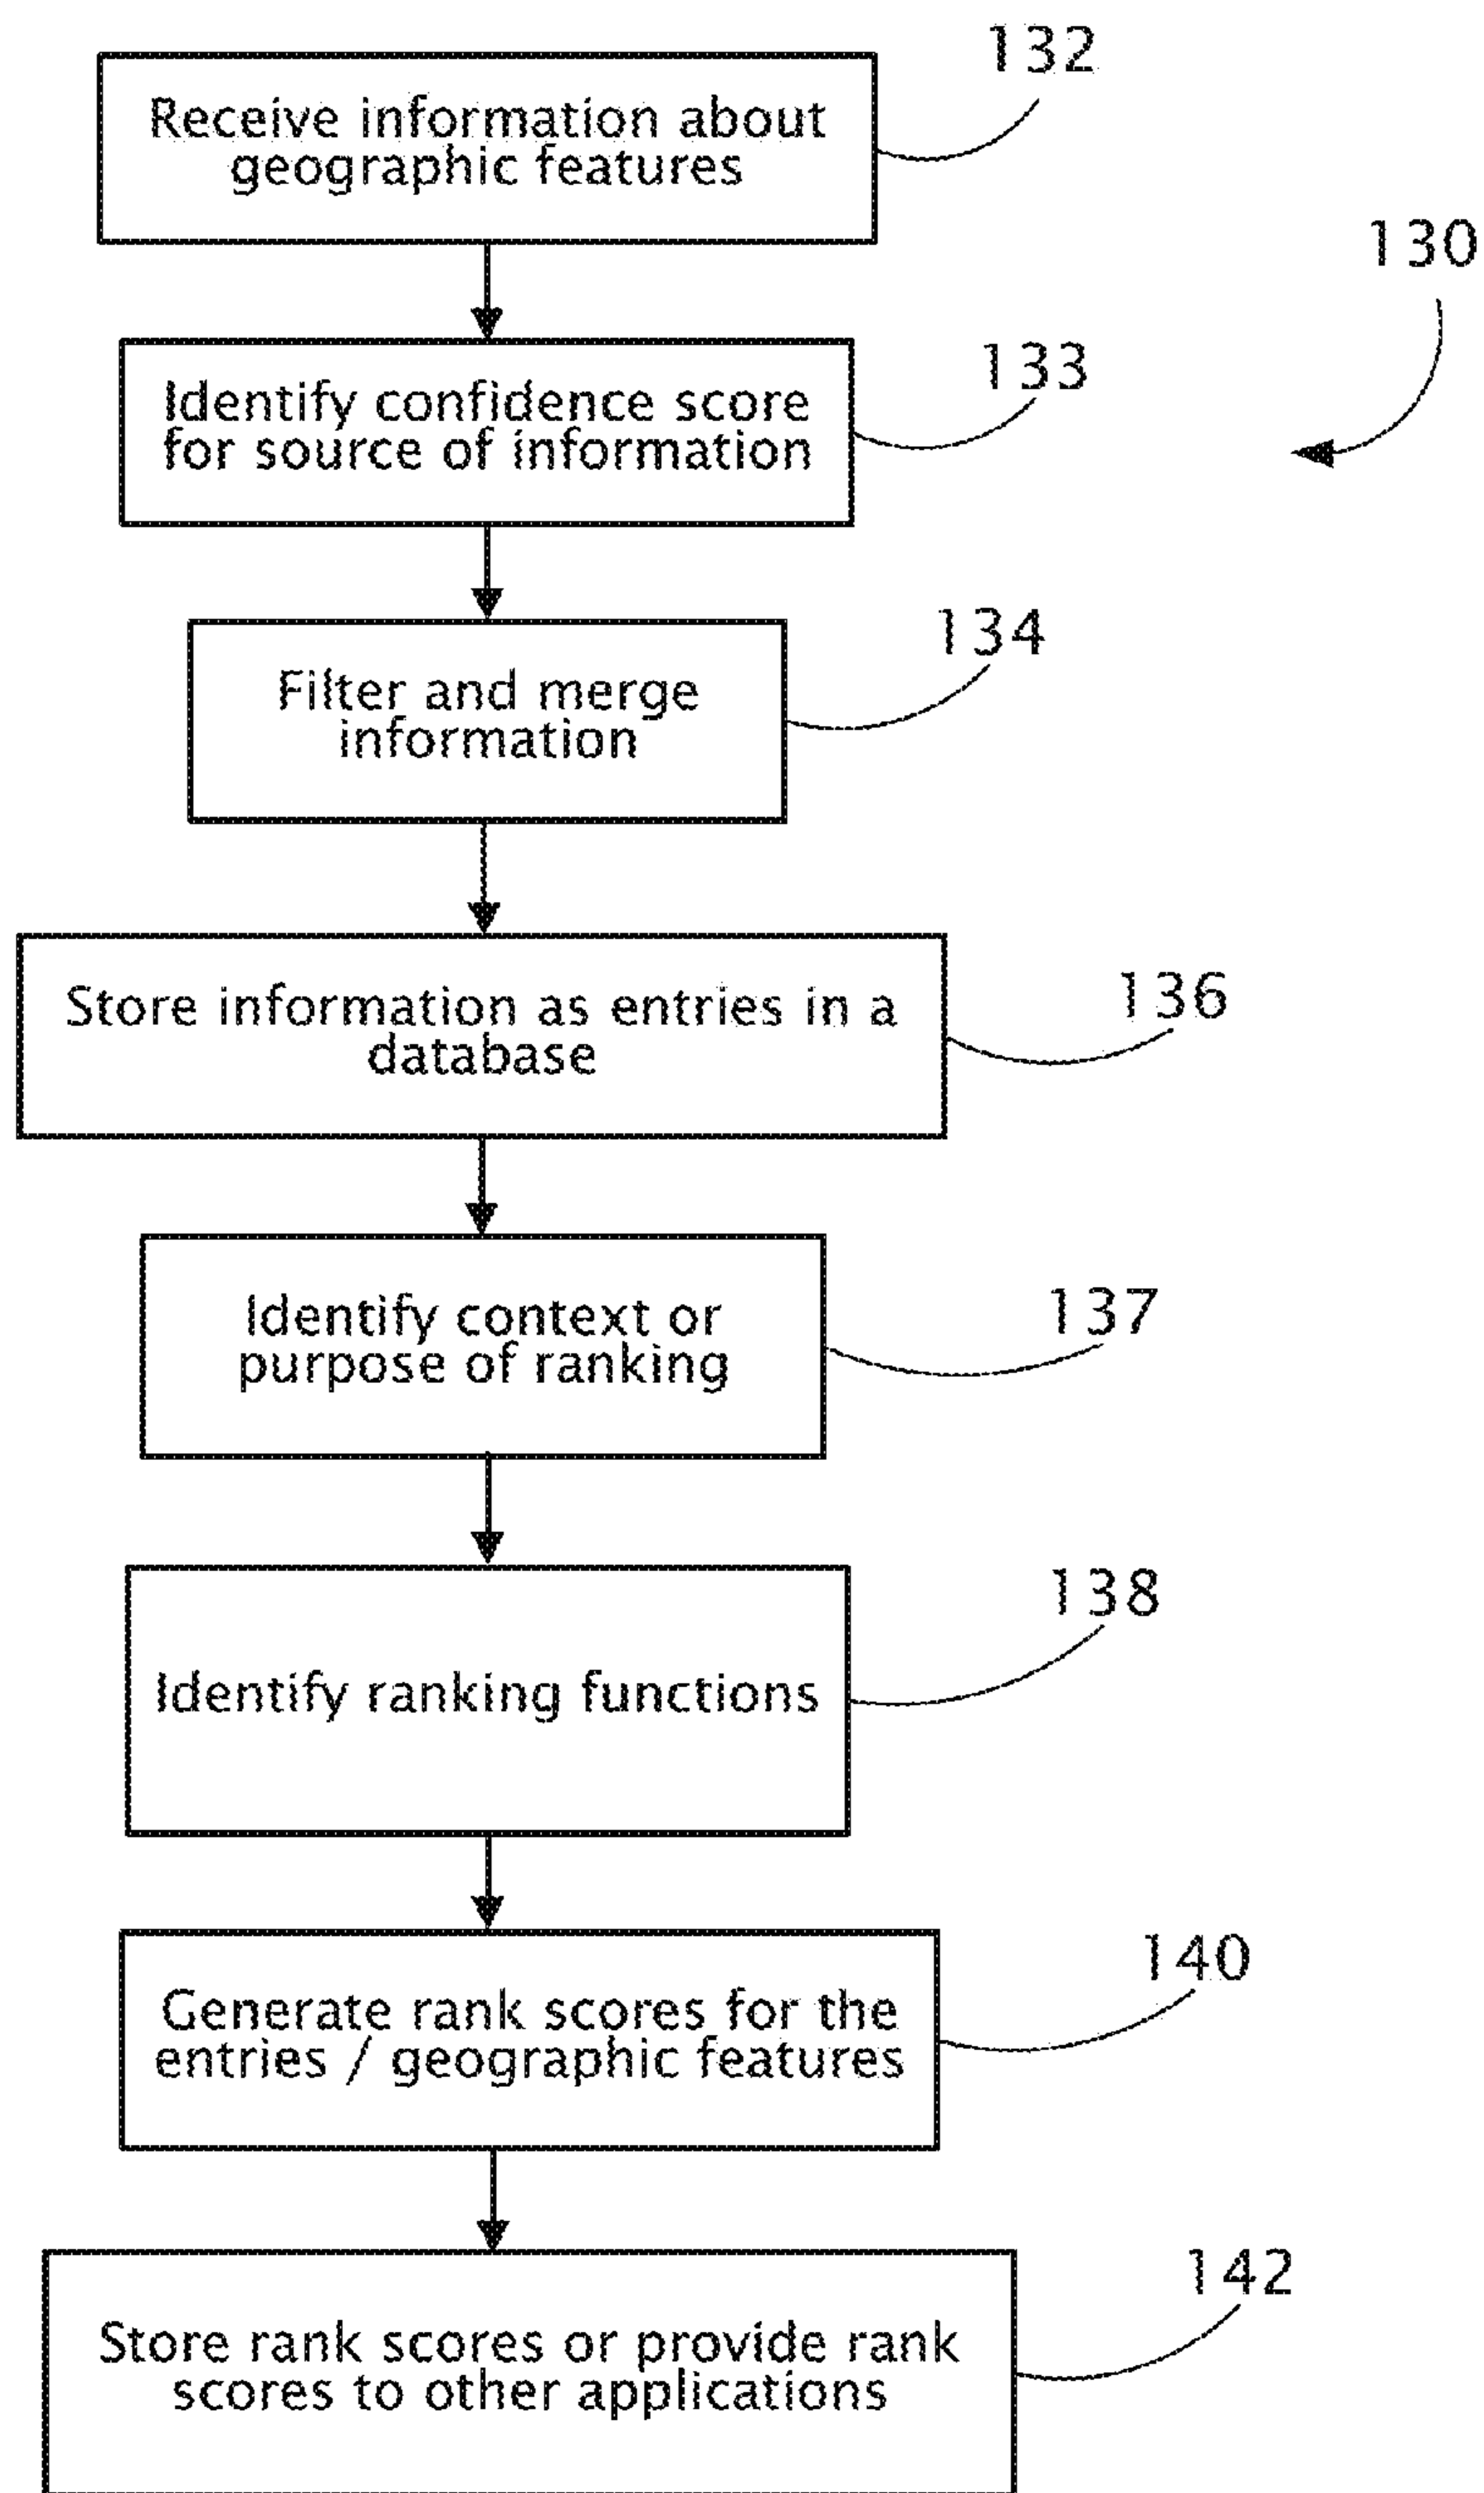 132
Receive information about
geographic features
130
133
Identify confidence score
for source of information
134
Filter and merge
information
136
Store information as entries in a
database
137
Identify context or
purpose of ranking
138
Identify ranking functions
140
Generate rank scores for the
entries / geographic features
142
Store rank scores or provide rank
scores to other applications